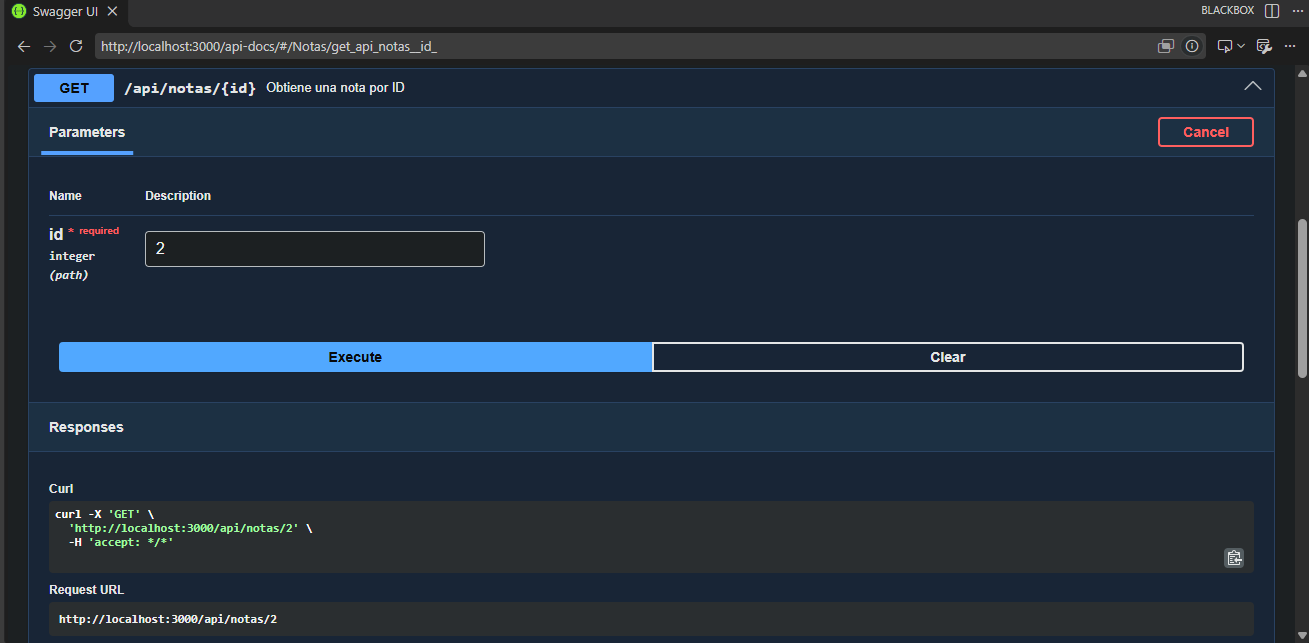 Swagger UI
BLACKBOX
http://localhost:3000/api-docs/#/Notas/get_api_notas__id_
GET /api/notas/{id} Obtiene una nota por ID
Parameters
Cancel
Name Description
id * required
integer
(path)
2
Execute
Clear
Responses
Curl
curl -X 'GET' \
'http://localhost:3000/api/notas/2' \
-H 'accept: */*'
Request URL
http://localhost:3000/api/notas/2